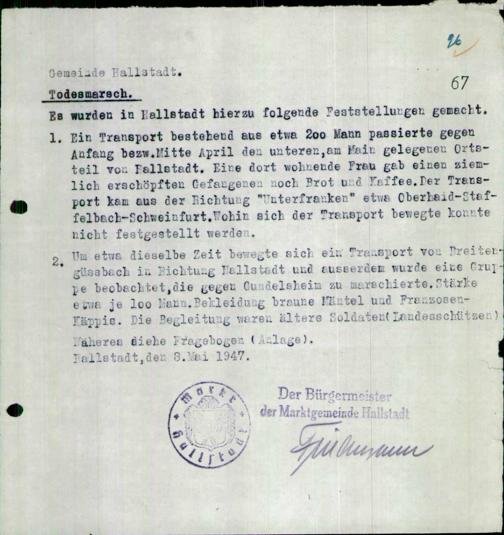 26
67
Gemeinde Hallstadt.
Todesmarsch.
Es wurden in Hallstadt hierzu folgende Feststellungen gemacht.
1. Ein Transport bestehend aus etwa 200 Mann passierte gegen
Anfang bezw.Mitte April den unteren,am Main gelegenen Orts-
teil von Hallstadt. Eine dort wohnende Frau gab einen ziem-
lich erschöpften Gefangenen noch Brot und Kaffee.Der Trans-
port kam aus der Richtung "Unterfranken" etwa Oberhaid-Staf-
felbach-Schweinfurt.Wohin sich der Transport bewegte konnte
nicht festgestellt werden.
2. Um etwa dieselbe Zeit bewegte sich ein Transport von Breiten-
güssbach in Richtung Hallstadt und ausserdem wurde eine Grup-
pe beobachtet,die gegen Gundelsheim zu marschierte.Stärke
etwa je 100 Mann.Bekleidung braune Mäntel und Franzosen-
Käppis. Die Begleitung waren ältere Soldaten(Landesschützen)
Näheres siehe Fragebogen (Anlage).
Hallstadt,den 8.Mai 1947.
Markt
Hallstadt
Der Bürgermeister
der Marktgemeinde Hallstadt